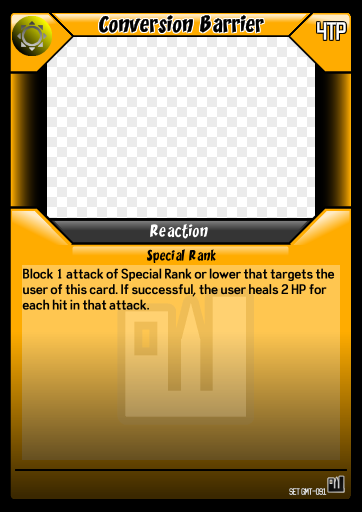 Conversion Barrier
4TP
Reaction
Special Rank
Block 1 attack of Special Rank or lower that targets the
user of this card. If successful, the user heals 2 HP for
each hit in that attack.
SET GMT-091